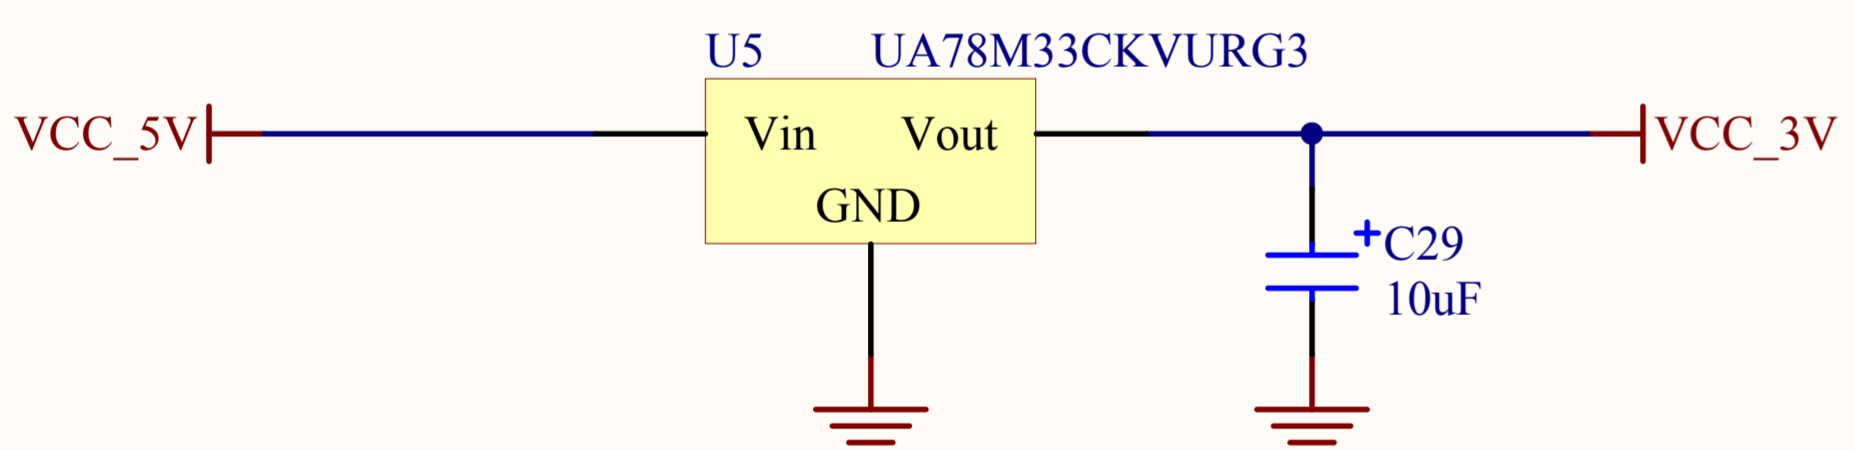 U5 UA78M33CKVURG3
VCC_5V Vin Vout VCC_3V
GND
+ C29
10uF